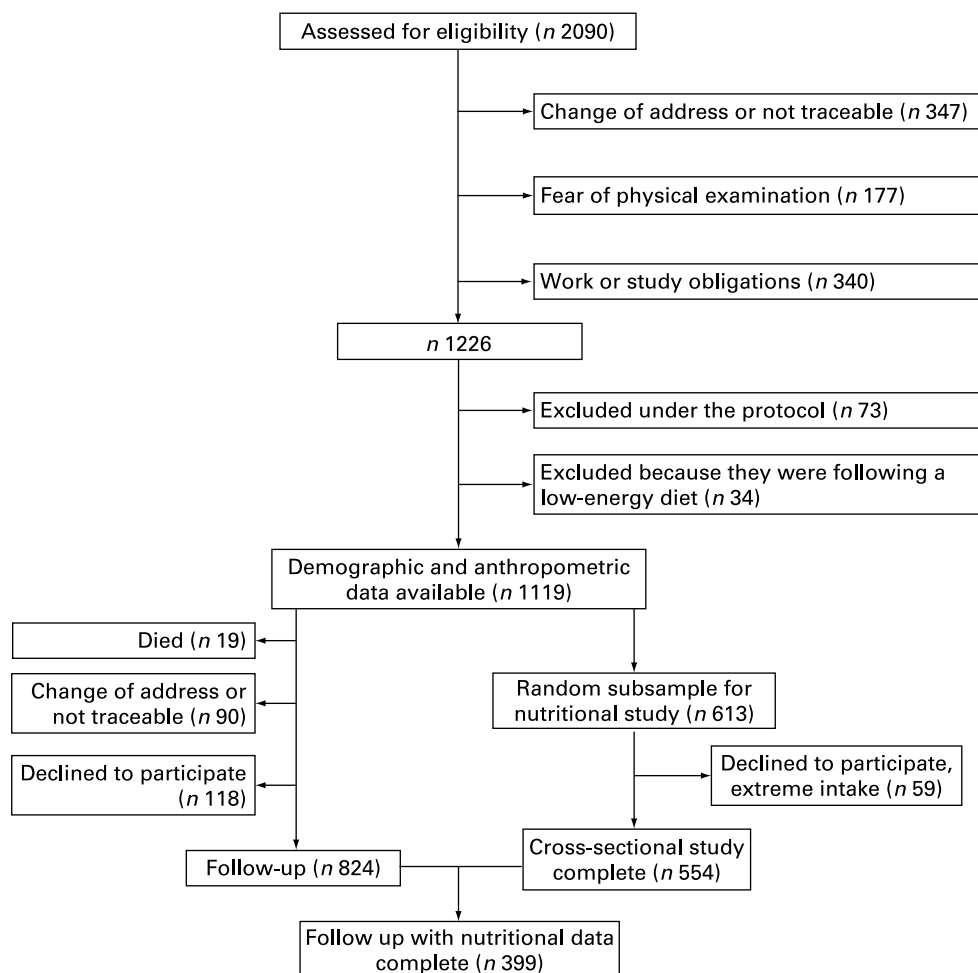 Assessed for eligibility (n 2090)
Change of address or not traceable (n 347)
Fear of physical examination (n 177)
Work or study obligations (n 340)
n 1226
Excluded under the protocol (n 73)
Excluded because they were following a
low-energy diet (n 34)
Demographic and anthropometric
data available (n 1119)
Died (n 19)
Change of address or
not traceable (n 90)
Declined to participate
(n 118)
Random subsample for
nutritional study (n 613)
Declined to participate,
extreme intake (n 59)
Follow-up (n 824)
Cross-sectional study
complete (n 554)
Follow up with nutritional data
complete (n 399)